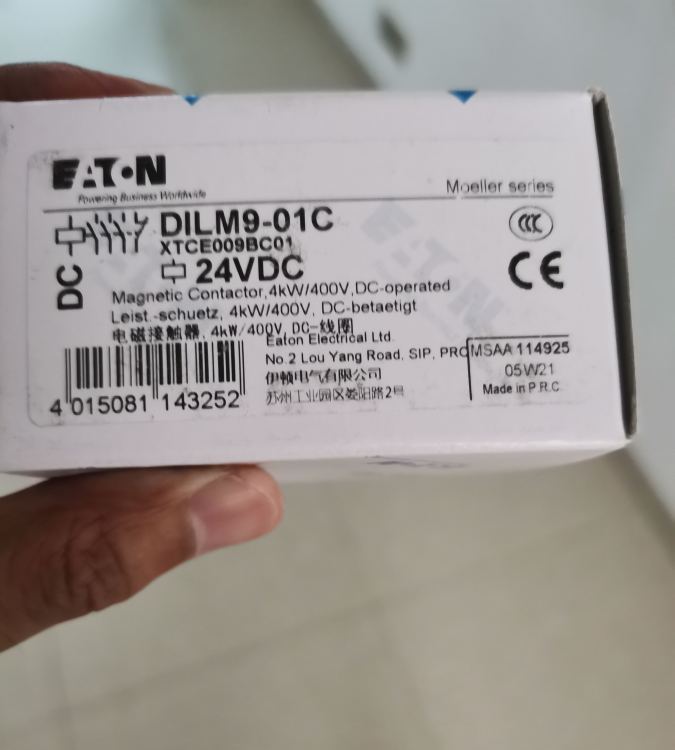 EATON
Powering Business Worldwide
Moeller series
DILM9-01C
XTCE009BC01
DC
24VDC
Magnetic Contactor,4kW/400V,DC-operated
Leist.-schuetz, 4kW/400V, DC-betaetigt
电磁接触器, 4kW/400V, DC-线圈
Eaton Electrical Ltd.
No.2 Lou Yang Road, SIP, PRC
伊顿电气有限公司
苏州工业园区娄阳路2号
MSAA 114925
05W21
Made in P.R.C.
4 015081 143252
CCC
CE
EATON